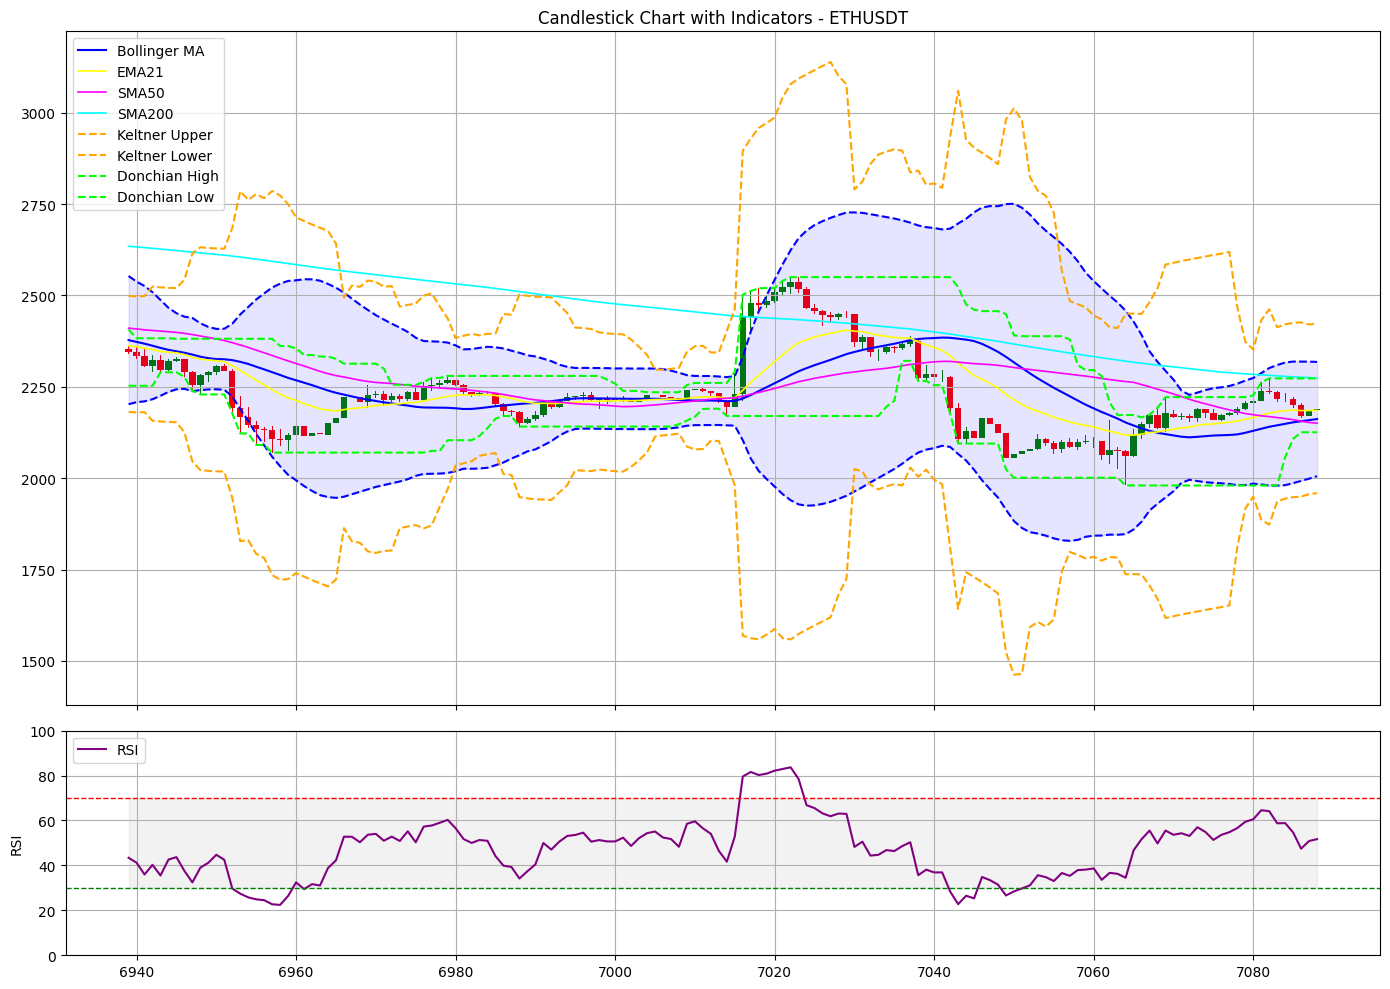 Candlestick Chart with Indicators - ETHUSDT
Bollinger MA
EMA21
SMA50
SMA200
Keltner Upper
Keltner Lower
Donchian High
Donchian Low
3000
2750
2500
2250
2000
1750
1500
RSI
100
80
60
40
20
0
RSI
6940 6960 6980 7000 7020 7040 7060 7080